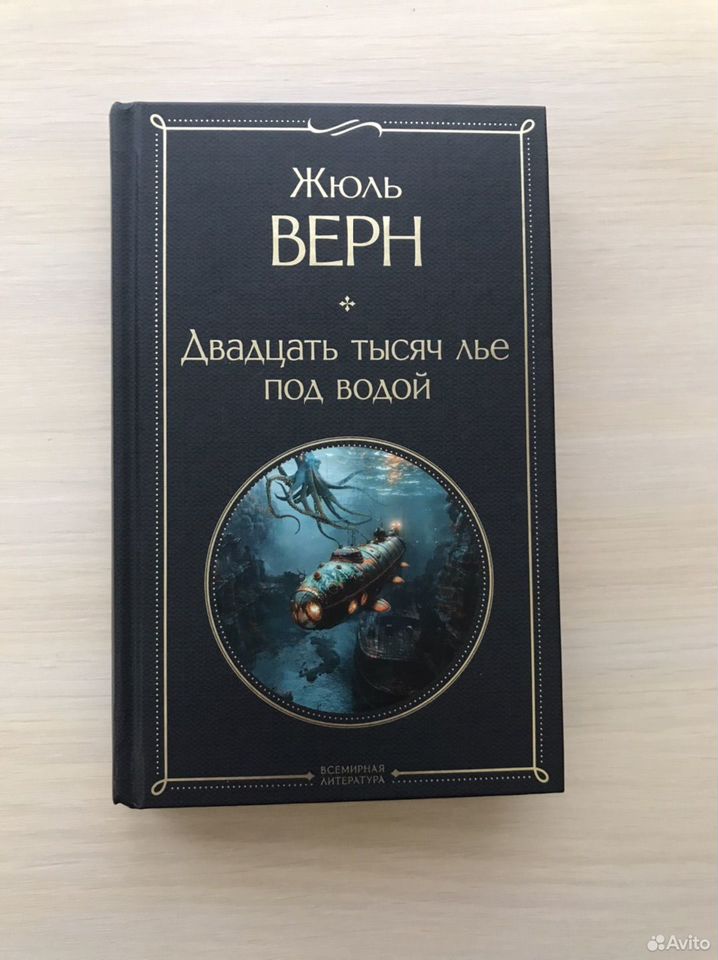 Жюль
ВЕРН
Двадцать тысяч лье
под водой
ВСЕМИРНАЯ
ЛИТЕРАТУРА
Avito